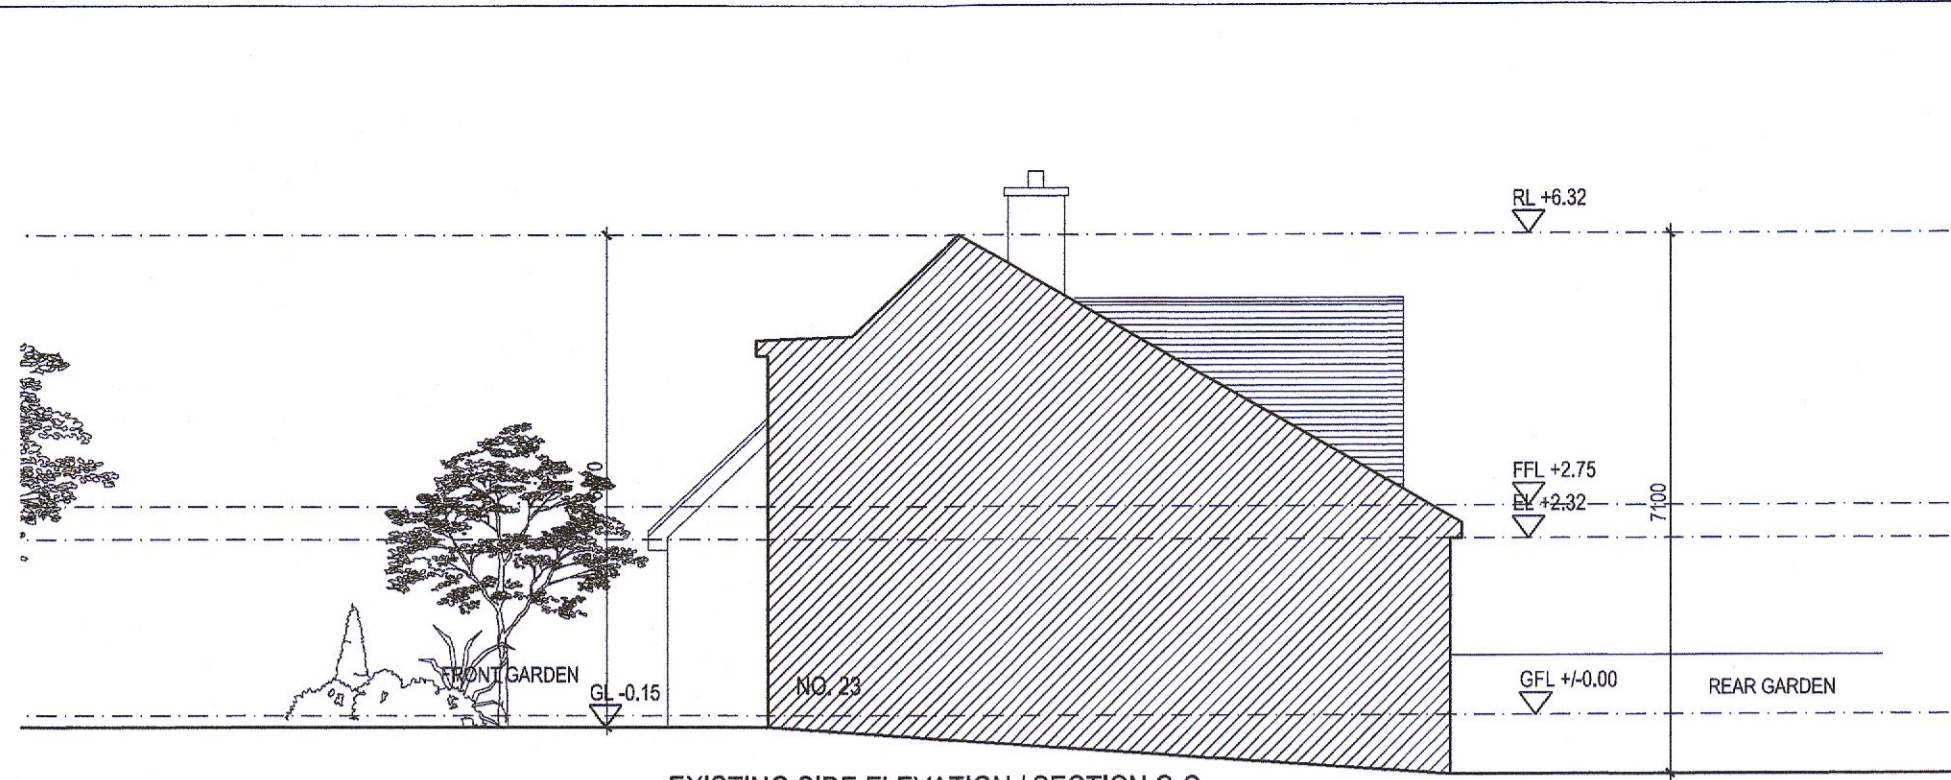 RL +6.32
FFL +2.75
EL +2.32
7100
FRONT GARDEN
GL -0.15
NO. 23
GFL +/-0.00
REAR GARDEN
EXISTING SIDE ELEVATION / SECTION